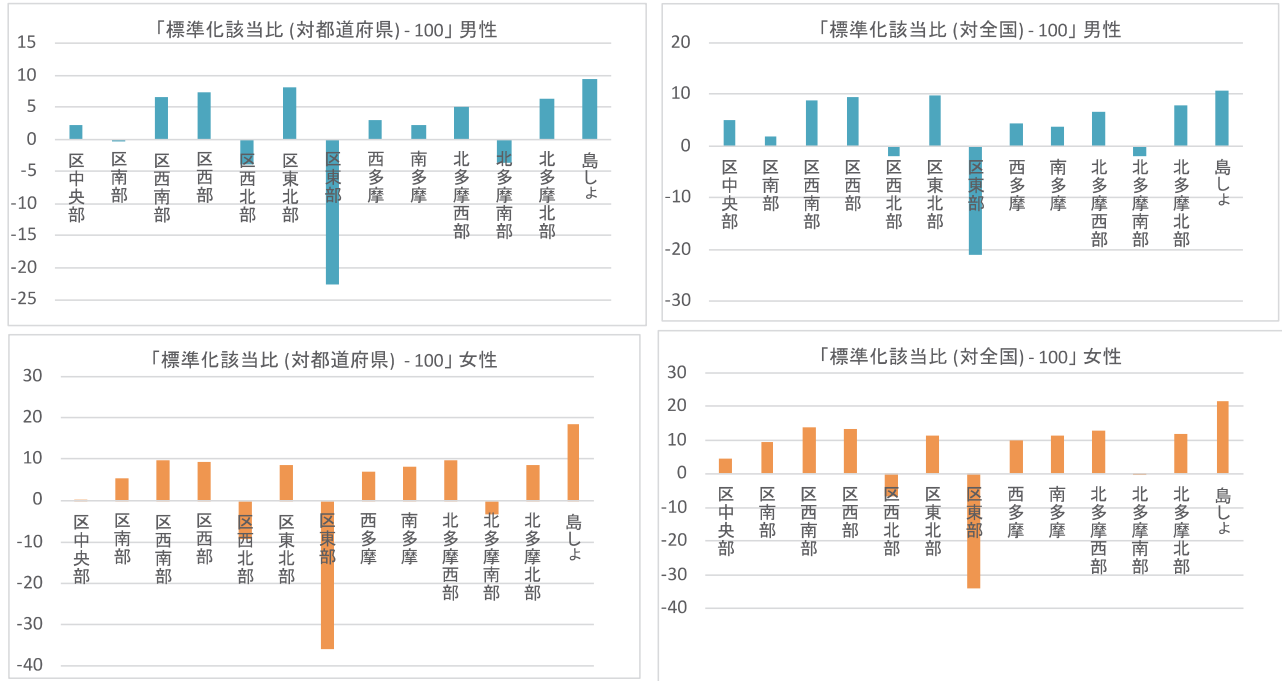 「標準化該当比 (対都道府県) - 100」 男性
15
10
5
0
-5
-10
-15
-20
-25
区中央部
区南部
区西南部
区西部
区西北部
区東北部
区東部
西多摩
南多摩
北多摩西部
北多摩南部
北多摩北部
島しょ
「標準化該当比 (対全国) - 100」 男性
20
10
0
-10
-20
-30
区中央部
区南部
区西南部
区西部
区西北部
区東北部
区東部
西多摩
南多摩
北多摩西部
北多摩南部
北多摩北部
島しょ
「標準化該当比 (対都道府県) - 100」 女性
30
20
10
0
-10
-20
-30
-40
区中央部
区南部
区西南部
区西部
区西北部
区東北部
区東部
西多摩
南多摩
北多摩西部
北多摩南部
北多摩北部
島しょ
「標準化該当比 (対全国) - 100」 女性
30
20
10
0
-10
-20
-30
-40
区中央部
区南部
区西南部
区西部
区西北部
区東北部
区東部
西多摩
南多摩
北多摩西部
北多摩南部
北多摩北部
島しょ